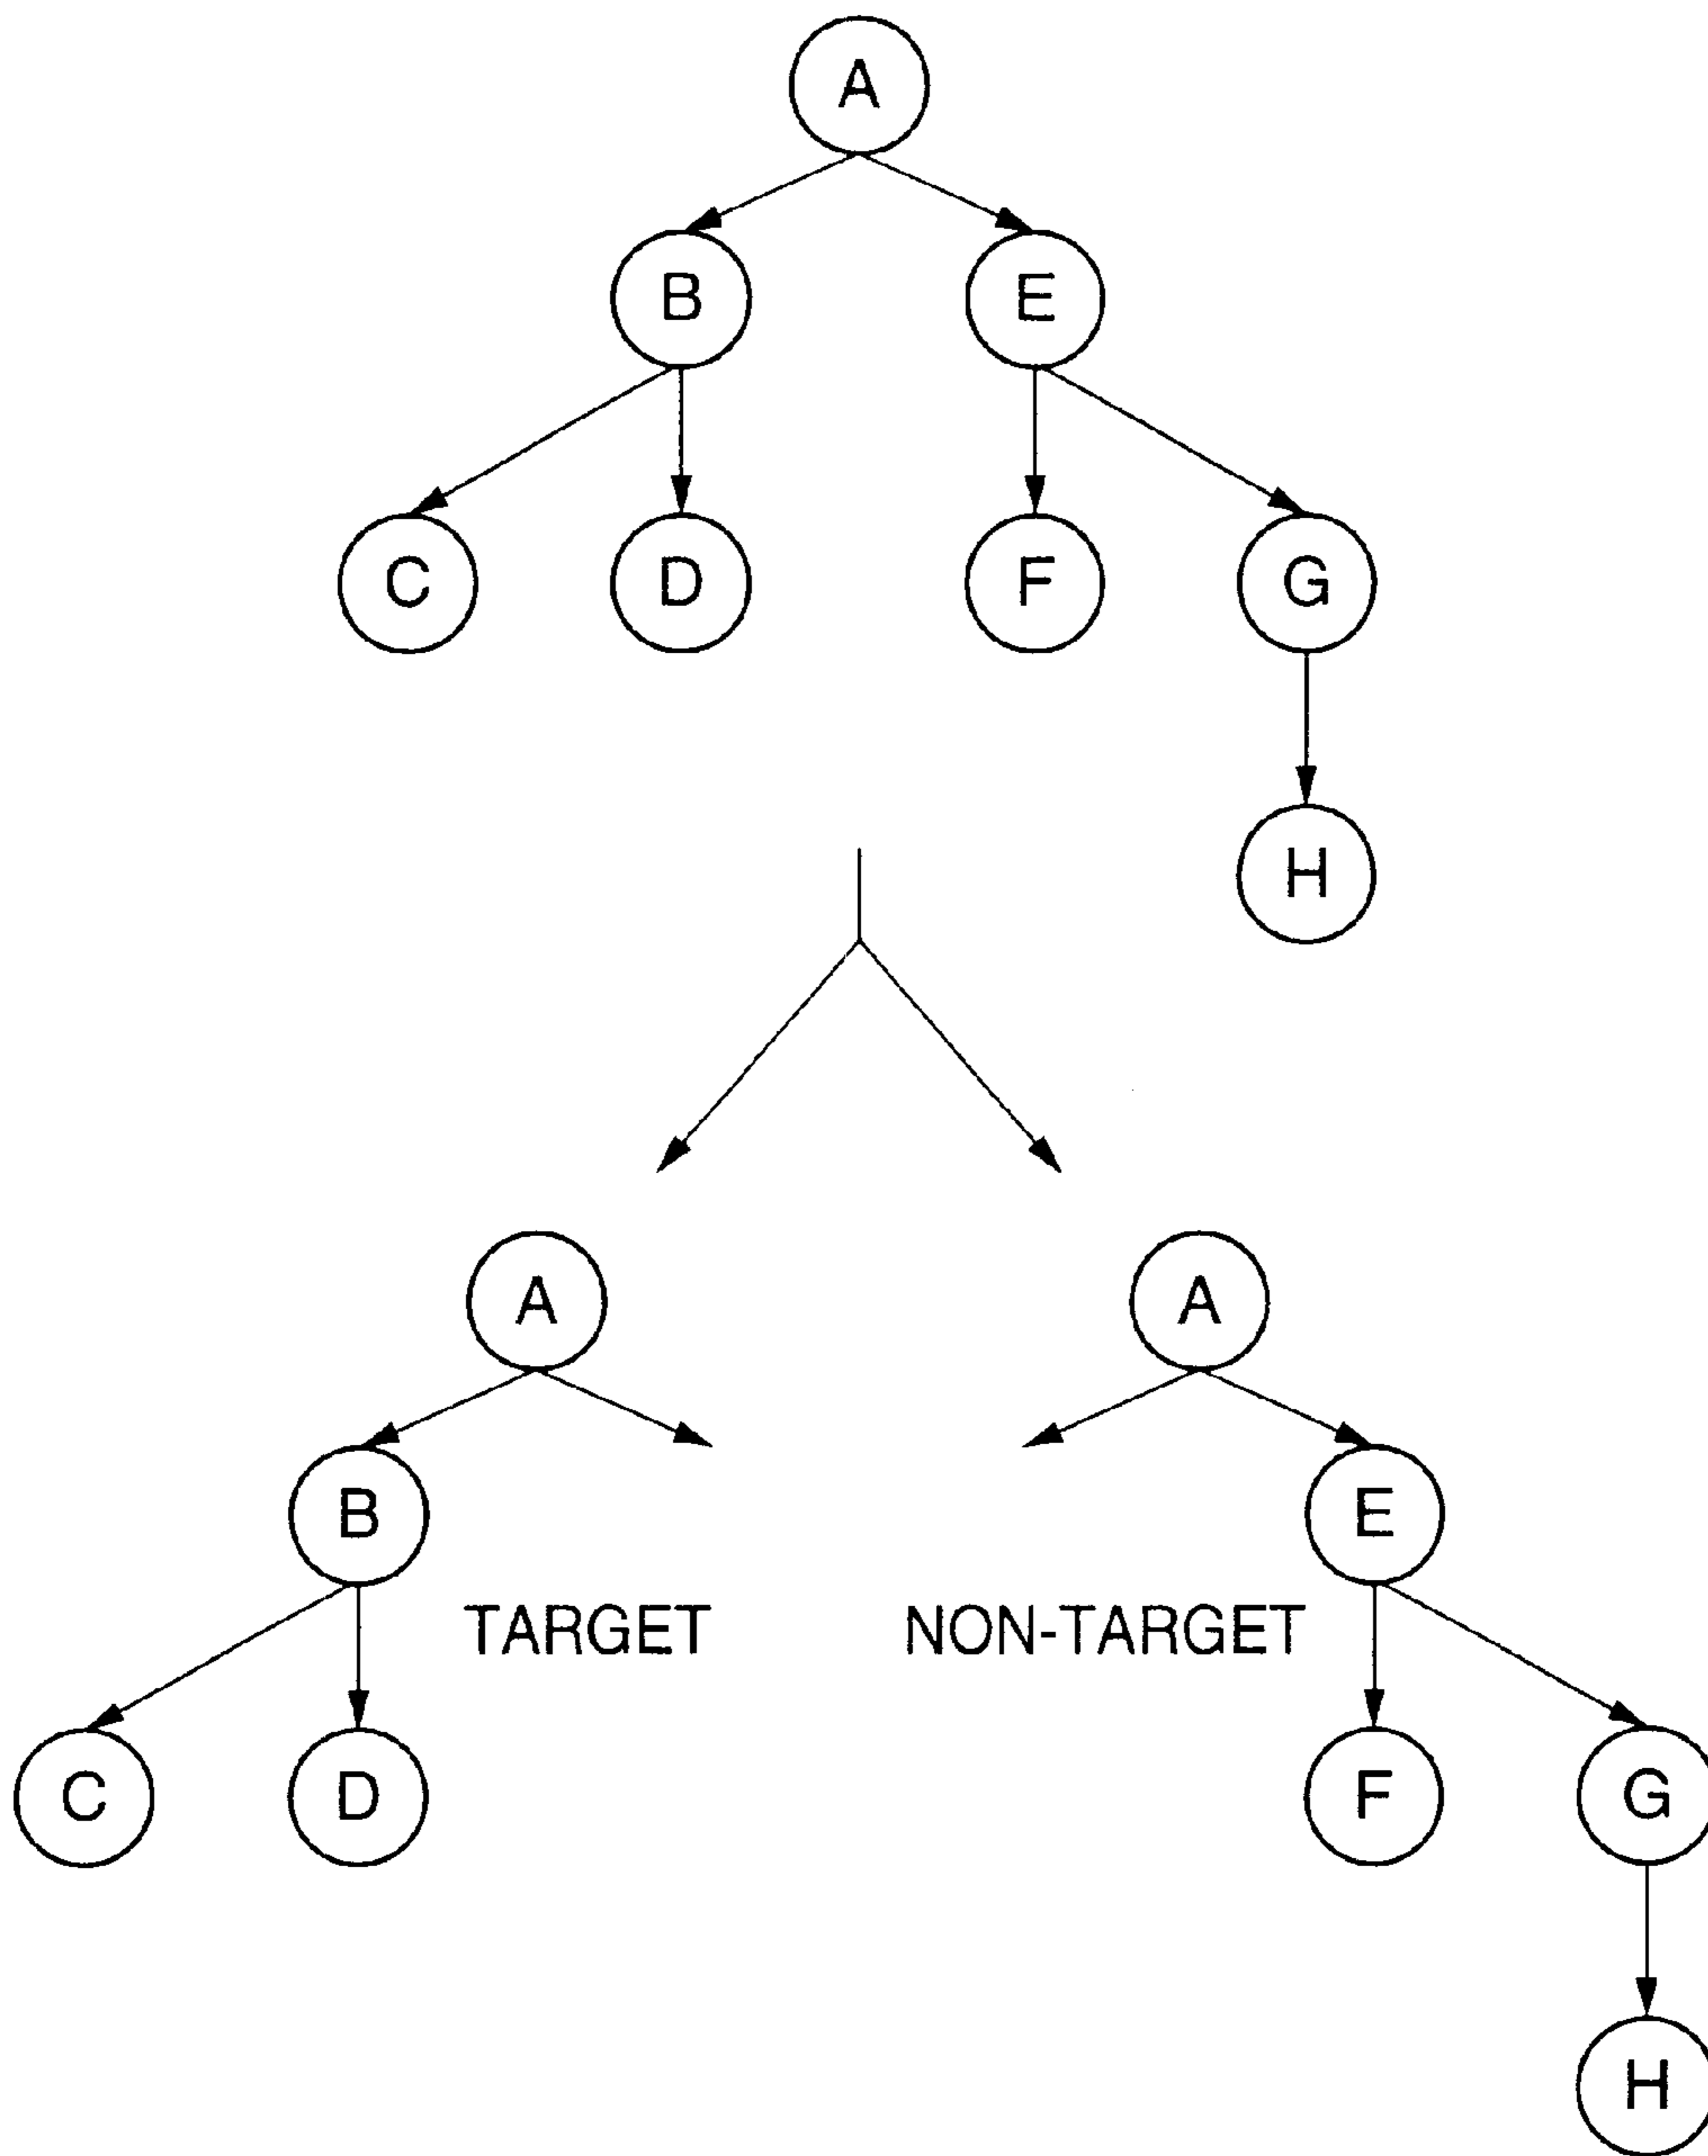 A
B E
C D F G
H
A A
B E
TARGET NON-TARGET
C D F G
H